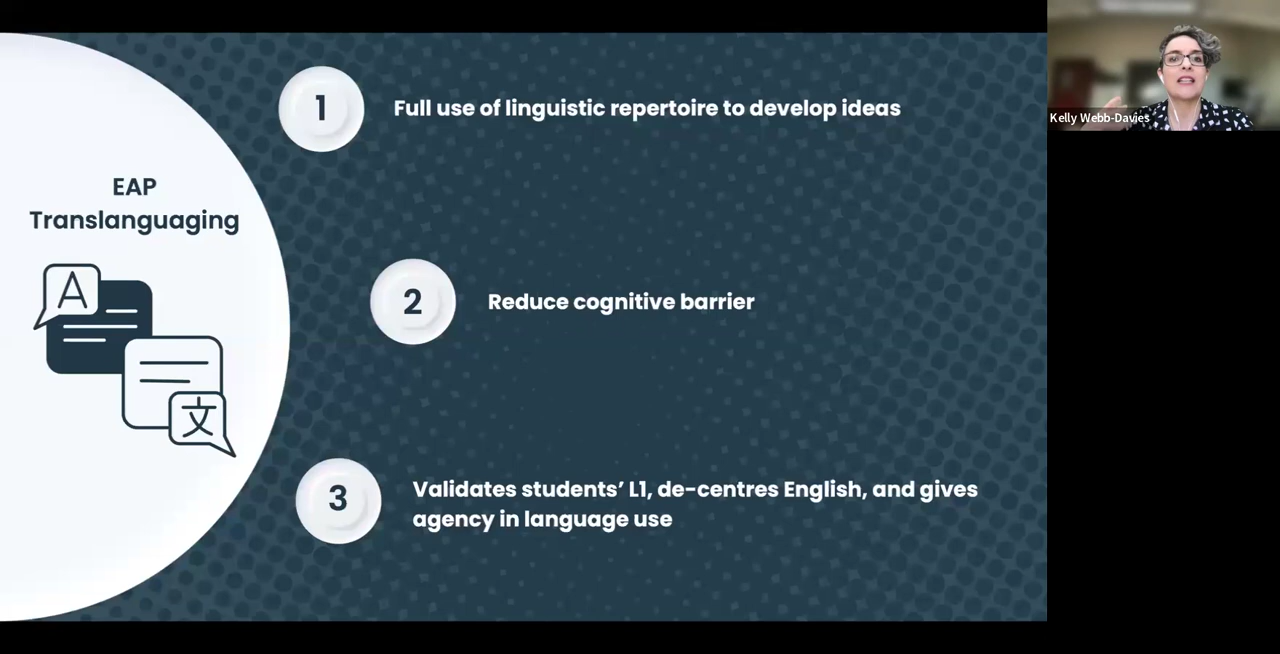 EAP
Translanguaging
A
文
1
Full use of linguistic repertoire to develop ideas
2
Reduce cognitive barrier
3
Validates students’ L1, de-centres English, and gives
agency in language use
Kelly Webb-Davies